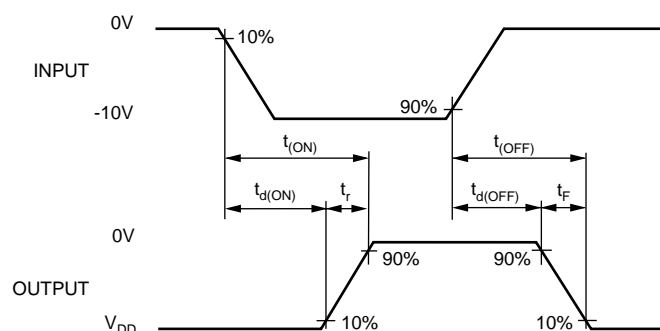 0V
10%
INPUT
-10V
90%
t(ON)
t(OFF)
td(ON)
tr
td(OFF)
tF
0V
90%
90%
OUTPUT
VDD
10%
10%